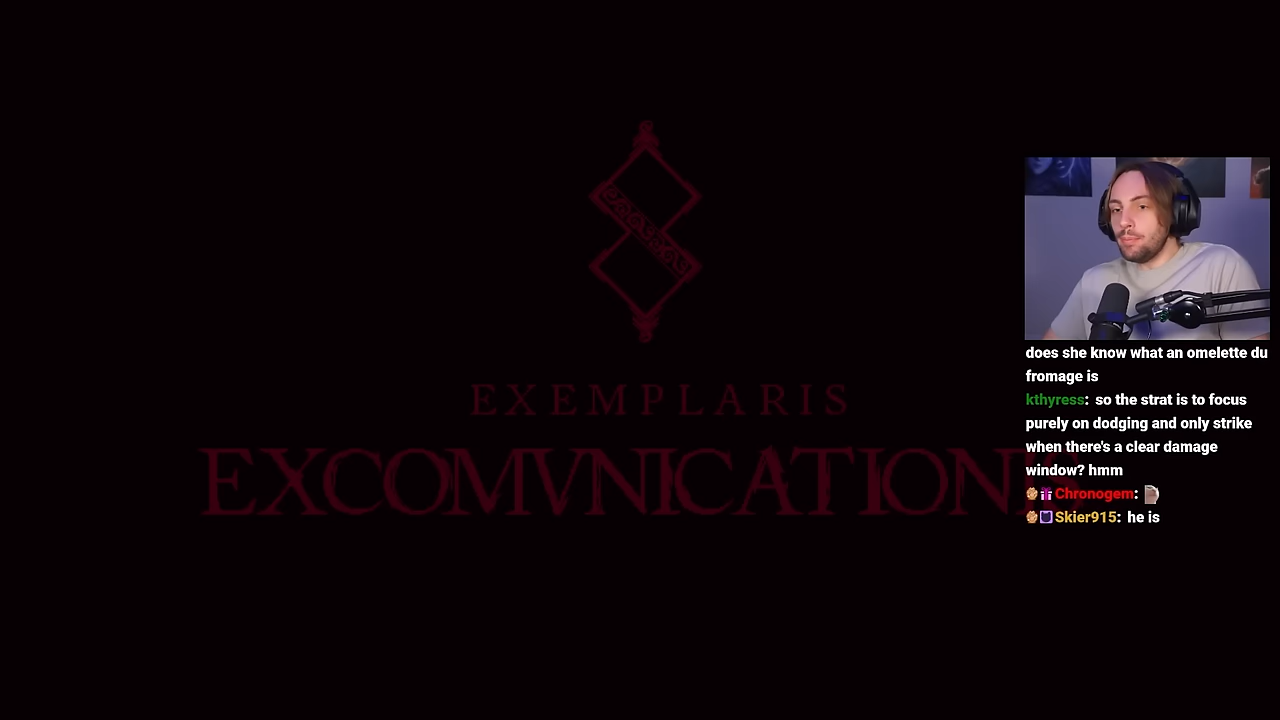 EXEMPLARIS
EXCOMVNICATIONIS
does she know what an omelette du
fromage is
kthyress: so the strat is to focus
purely on dodging and only strike
when there's a clear damage
window? hmm
Chronogem:
Skier915: he is